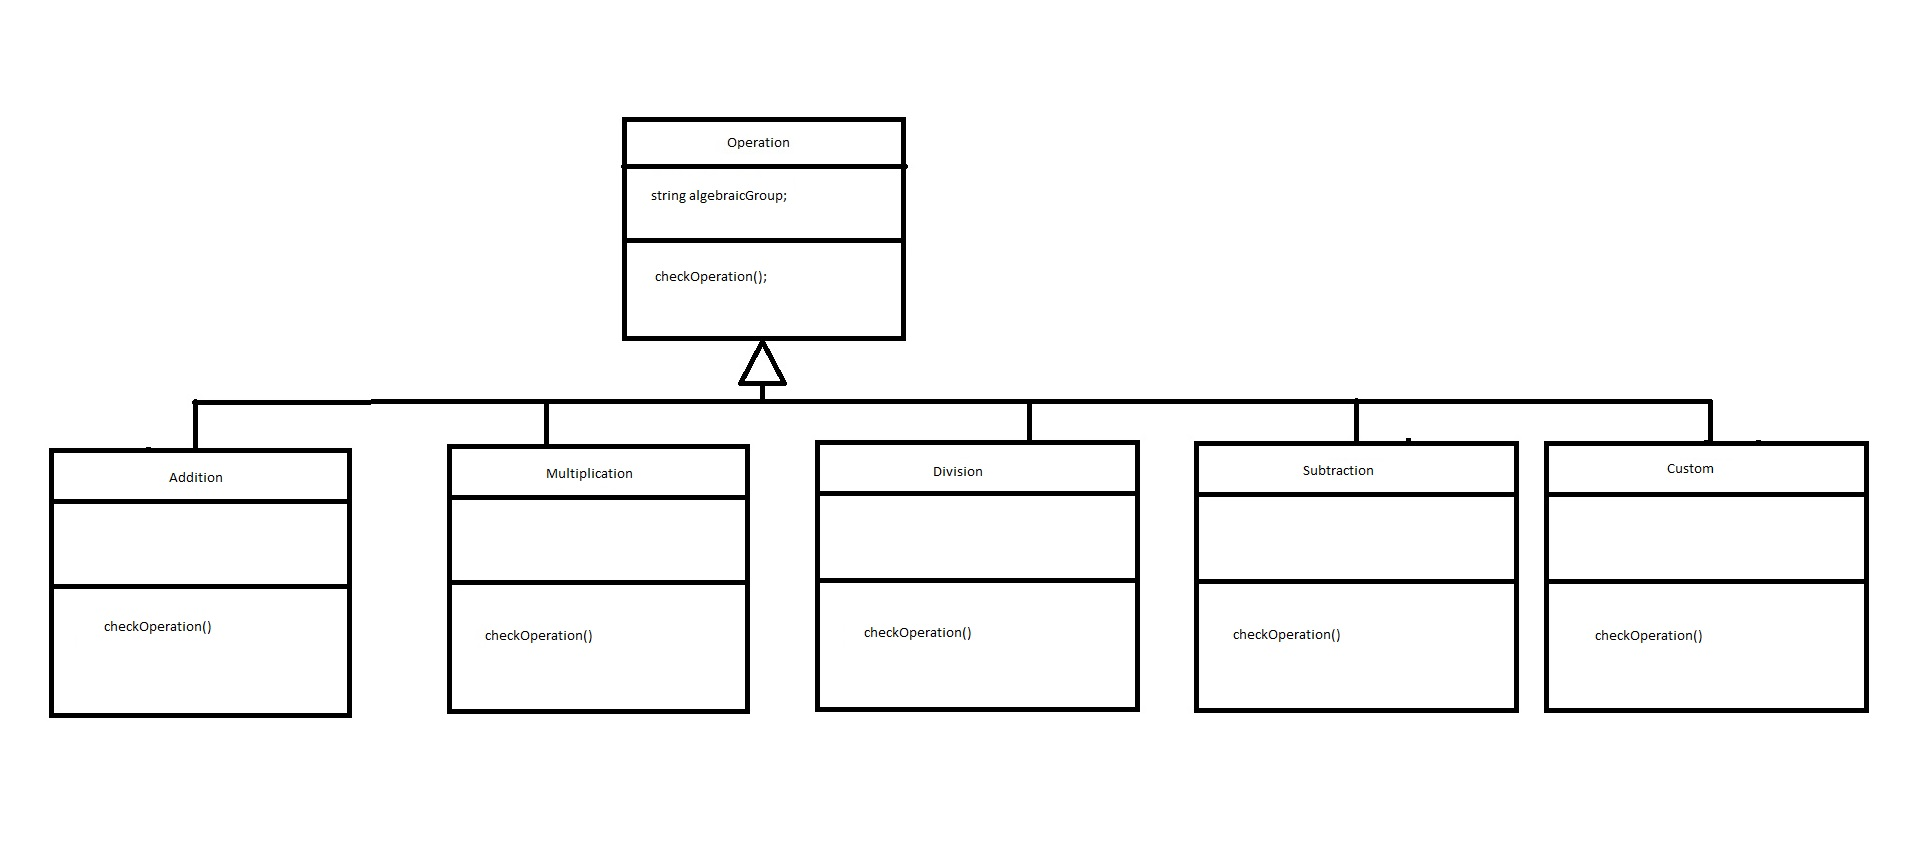 Operation
string algebraicGroup;
checkOperation();
Addition
checkOperation()
Multiplication
checkOperation()
Division
checkOperation()
Subtraction
checkOperation()
Custom
checkOperation()